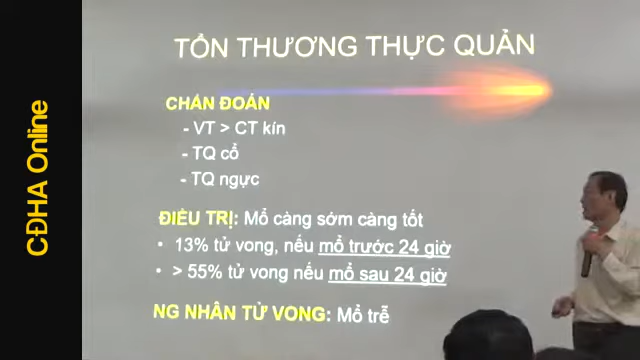 CĐHA Online
TỔN THƯƠNG THỰC QUẢN
CHẨN ĐOÁN
- VT > CT kín
- TQ cổ
- TQ ngực
ĐIỀU TRỊ: Mổ càng sớm càng tốt
• 13% tử vong, nếu mổ trước 24 giờ
• > 55% tử vong nếu mổ sau 24 giờ
NG NHÂN TỬ VONG: Mổ trễ